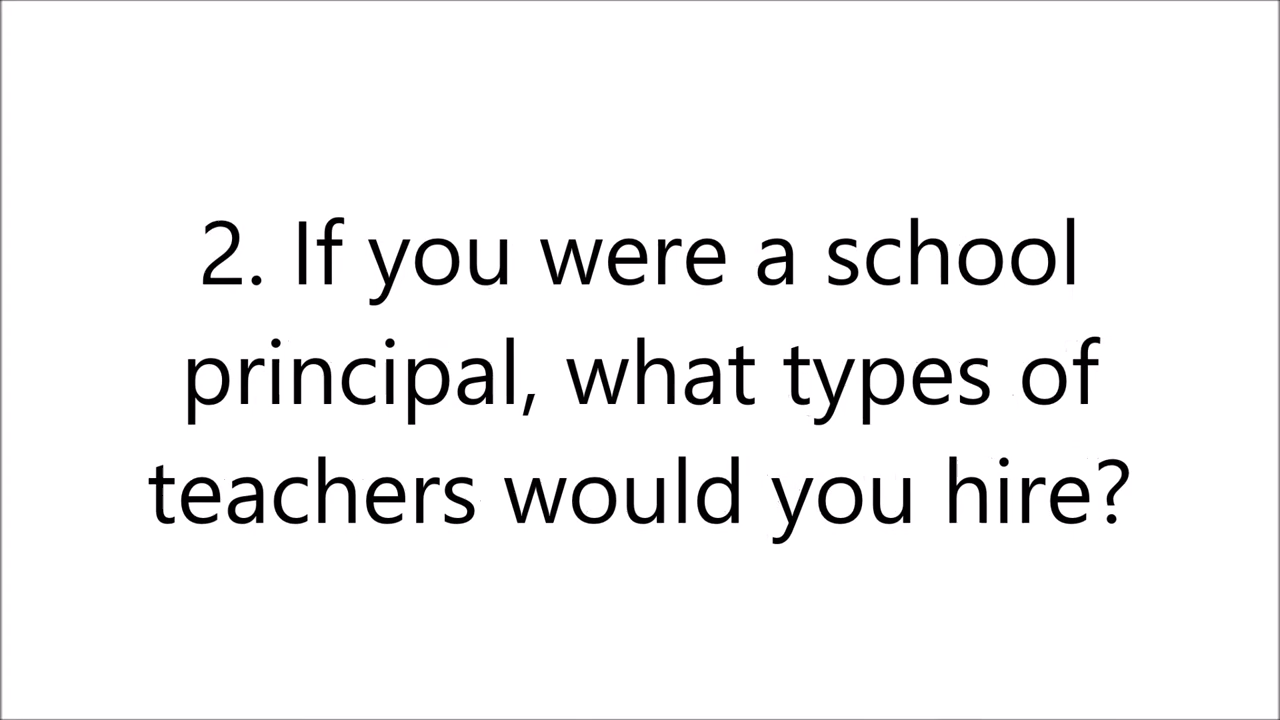 2. If you were a school
principal, what types of
teachers would you hire?